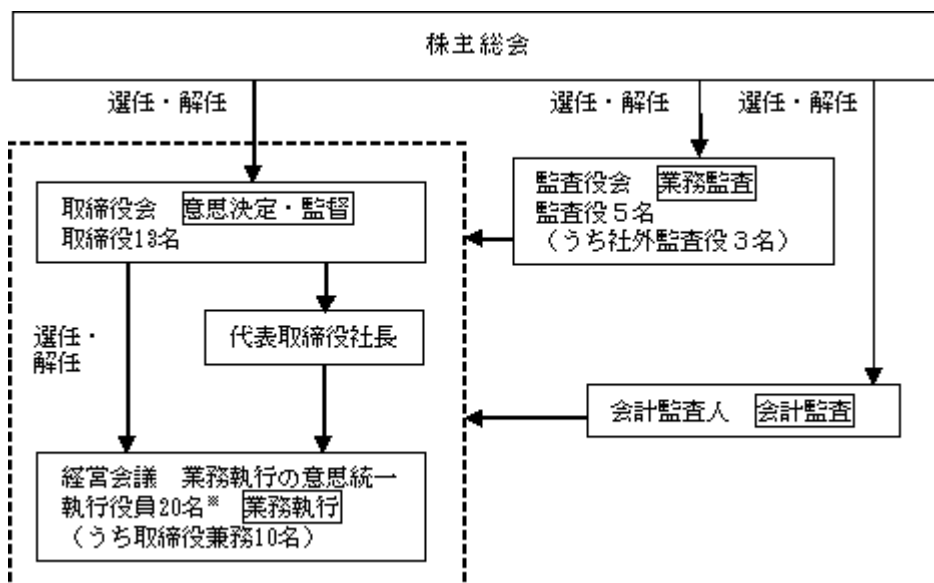 株主総会
選任・解任
選任・解任
選任・解任
取締役会 意思決定・監督
取締役13名
監査役会 業務監査
監査役5名
（うち社外監査役3名）
選任・
解任
代表取締役社長
会計監査人 会計監査
経営会議 業務執行の意思統一
執行役員20名※ 業務執行
（うち取締役兼務10名）